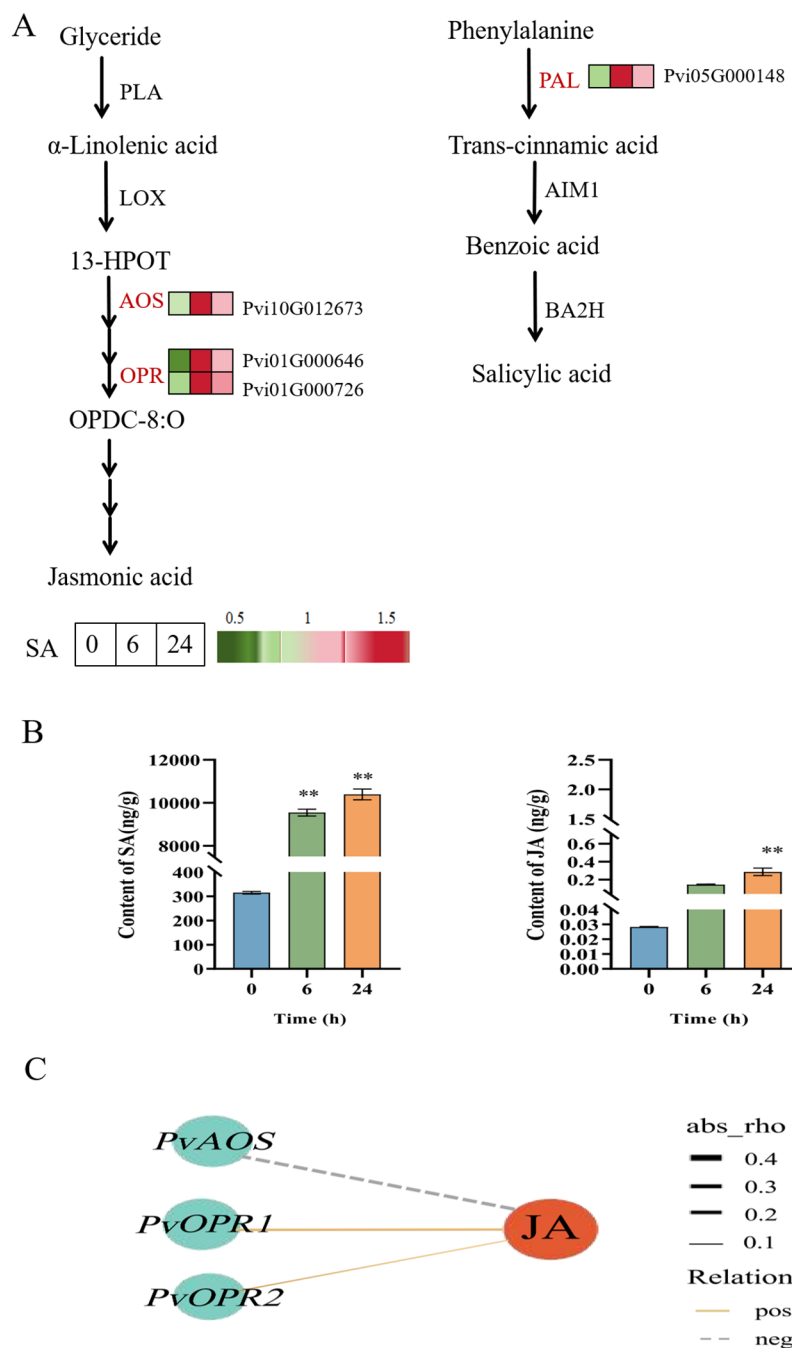 A
Glyceride
PLA
α-Linolenic acid
LOX
13-HPOT
AOS Pvi10G012673
Pvi01G000646
OPR Pvi01G000726
OPDC-8:O
Jasmonic acid
Phenylalanine
PAL Pvi05G000148
Trans-cinnamic acid
AIM1
Benzoic acid
BA2H
Salicylic acid
SA 0 6 24
0.5 1 1.5
B
Content of SA(ng/g)
12000
10000
8000
400
300
200
100
0
** **
0 6 24
Time (h)
Content of JA (ng/g)
2.5
2.0
1.5
0.6
0.4
0.2
0.04
0.03
0.02
0.01
0.00
**
0 6 24
Time (h)
C
PvAOS
PvOPR1
PvOPR2
JA
abs_rho
0.4
0.3
0.2
0.1
Relation
pos
neg